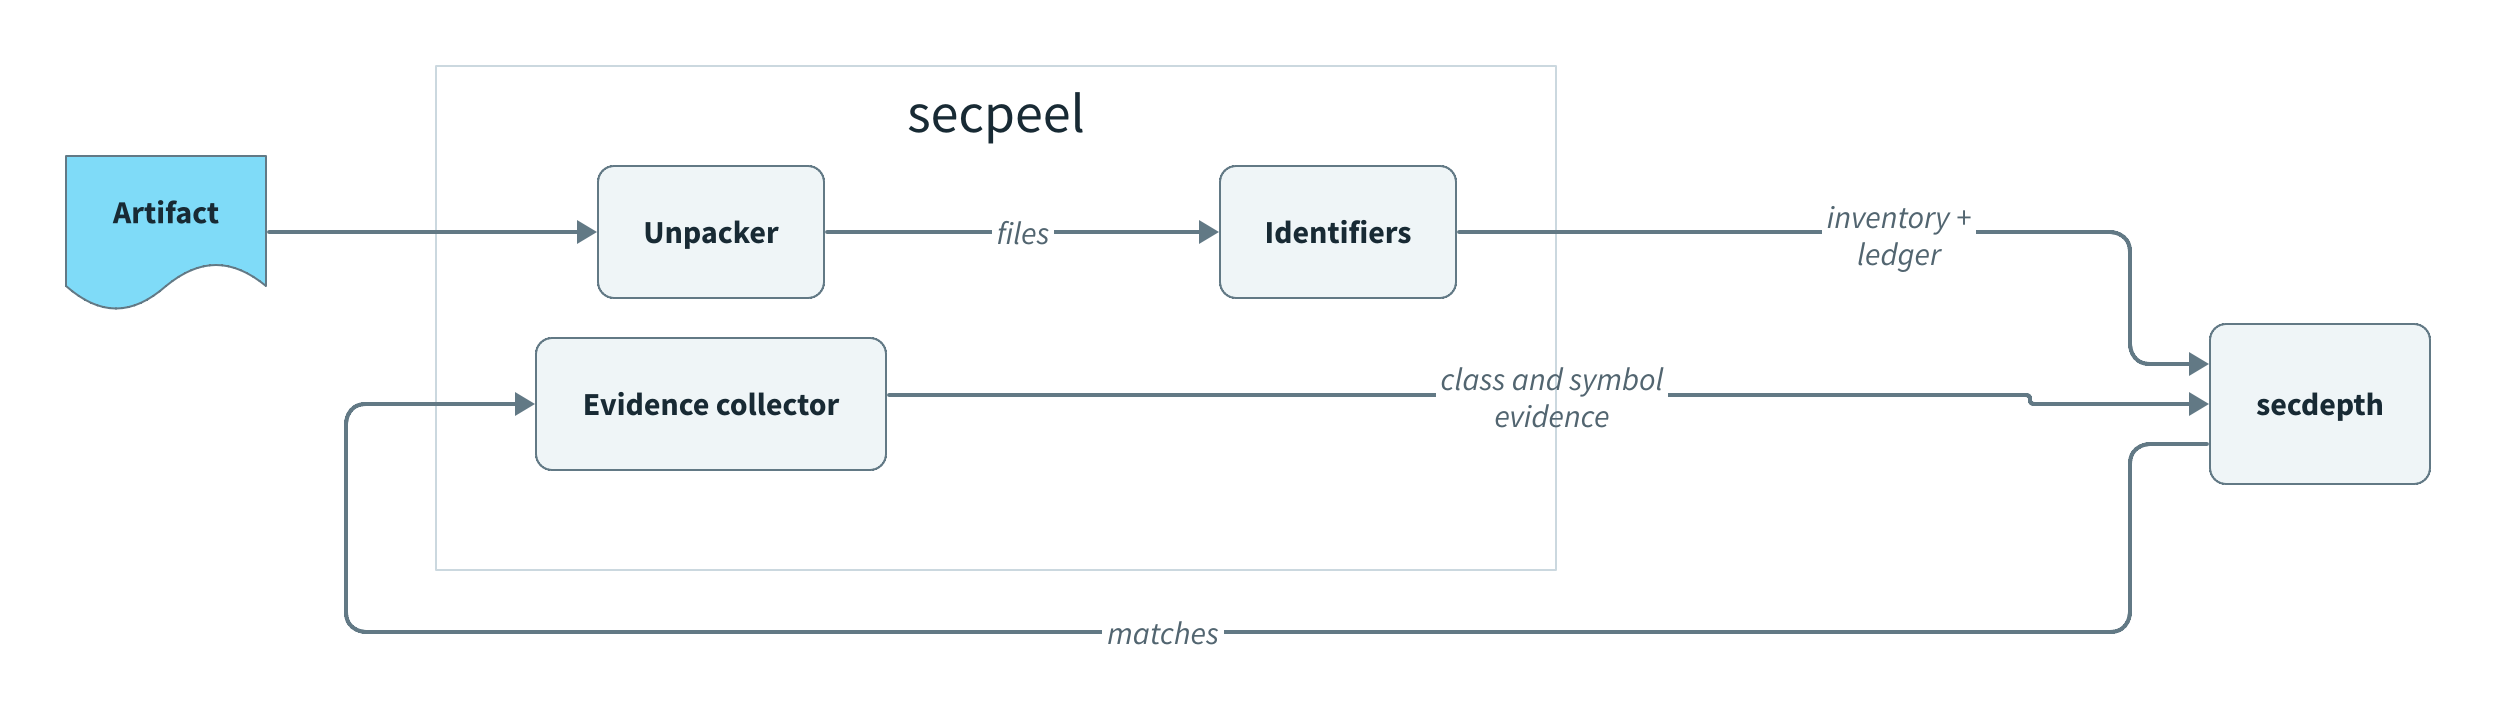 secpeel
Artifact
Unpacker
files
Identifiers
inventory +
ledger
Evidence collector
class and symbol
evidence
secdepth
matches